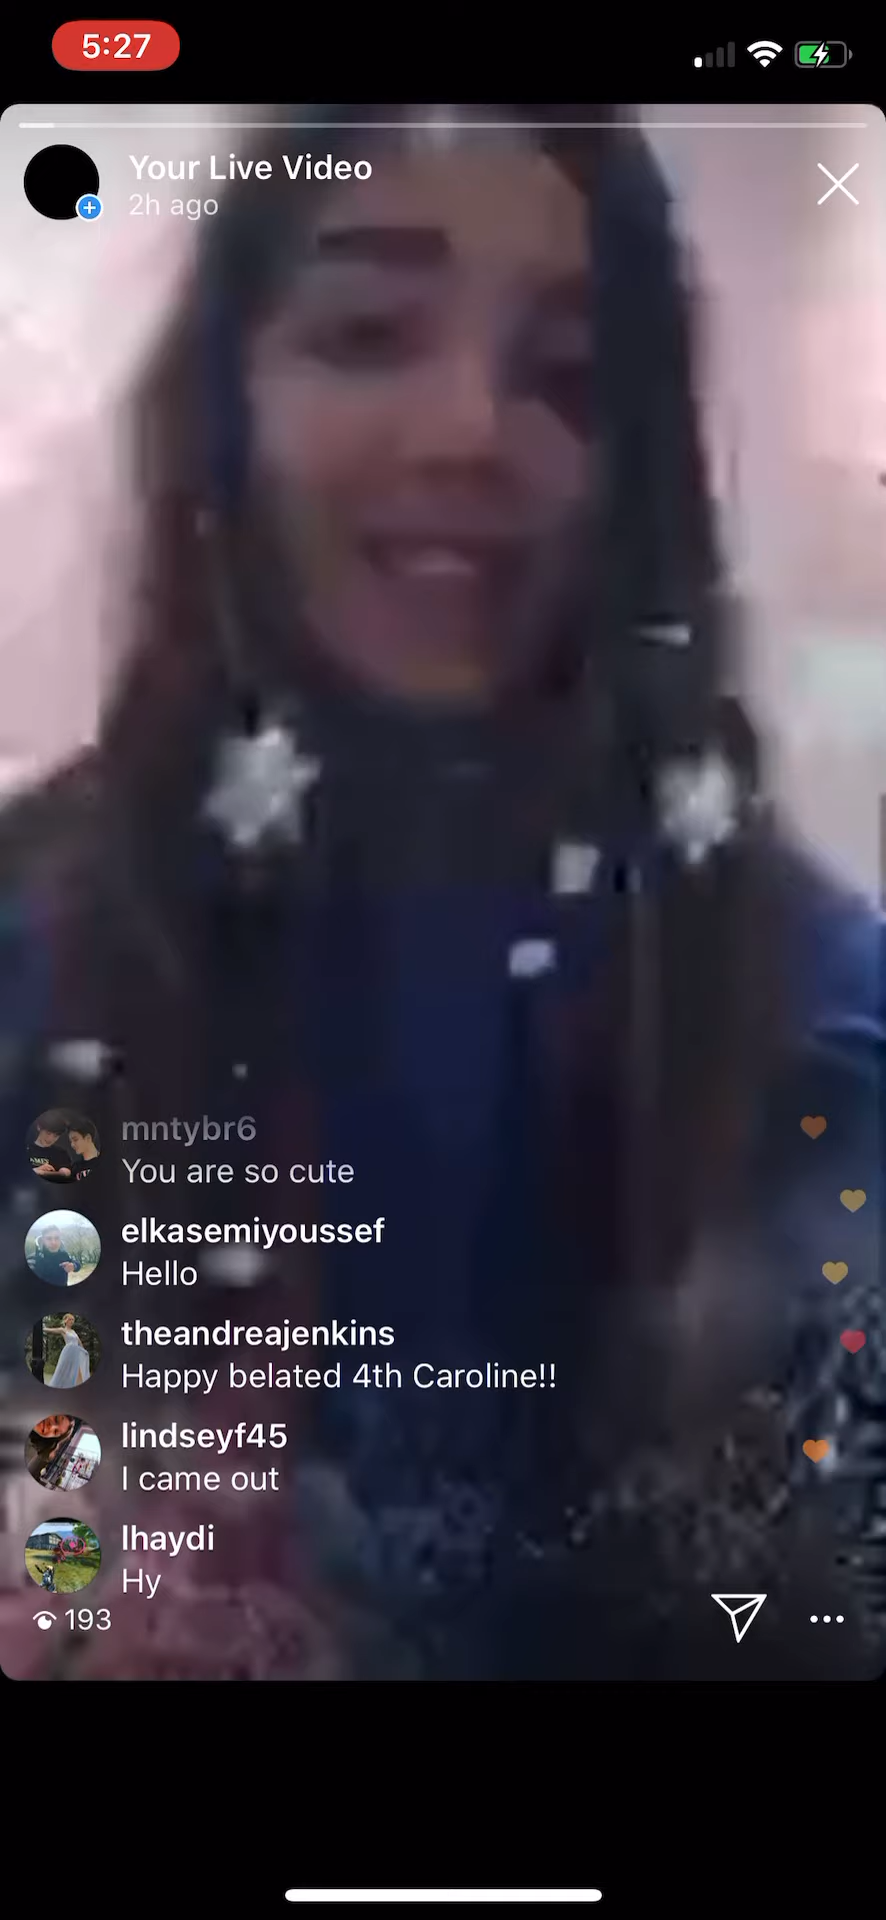 5:27
Your Live Video
2h ago
mntybr6
You are so cute
elkasemiyoussef
Hello
theandreajenkins
Happy belated 4th Caroline!!
lindseyf45
I came out
lhaydi
Hy
193